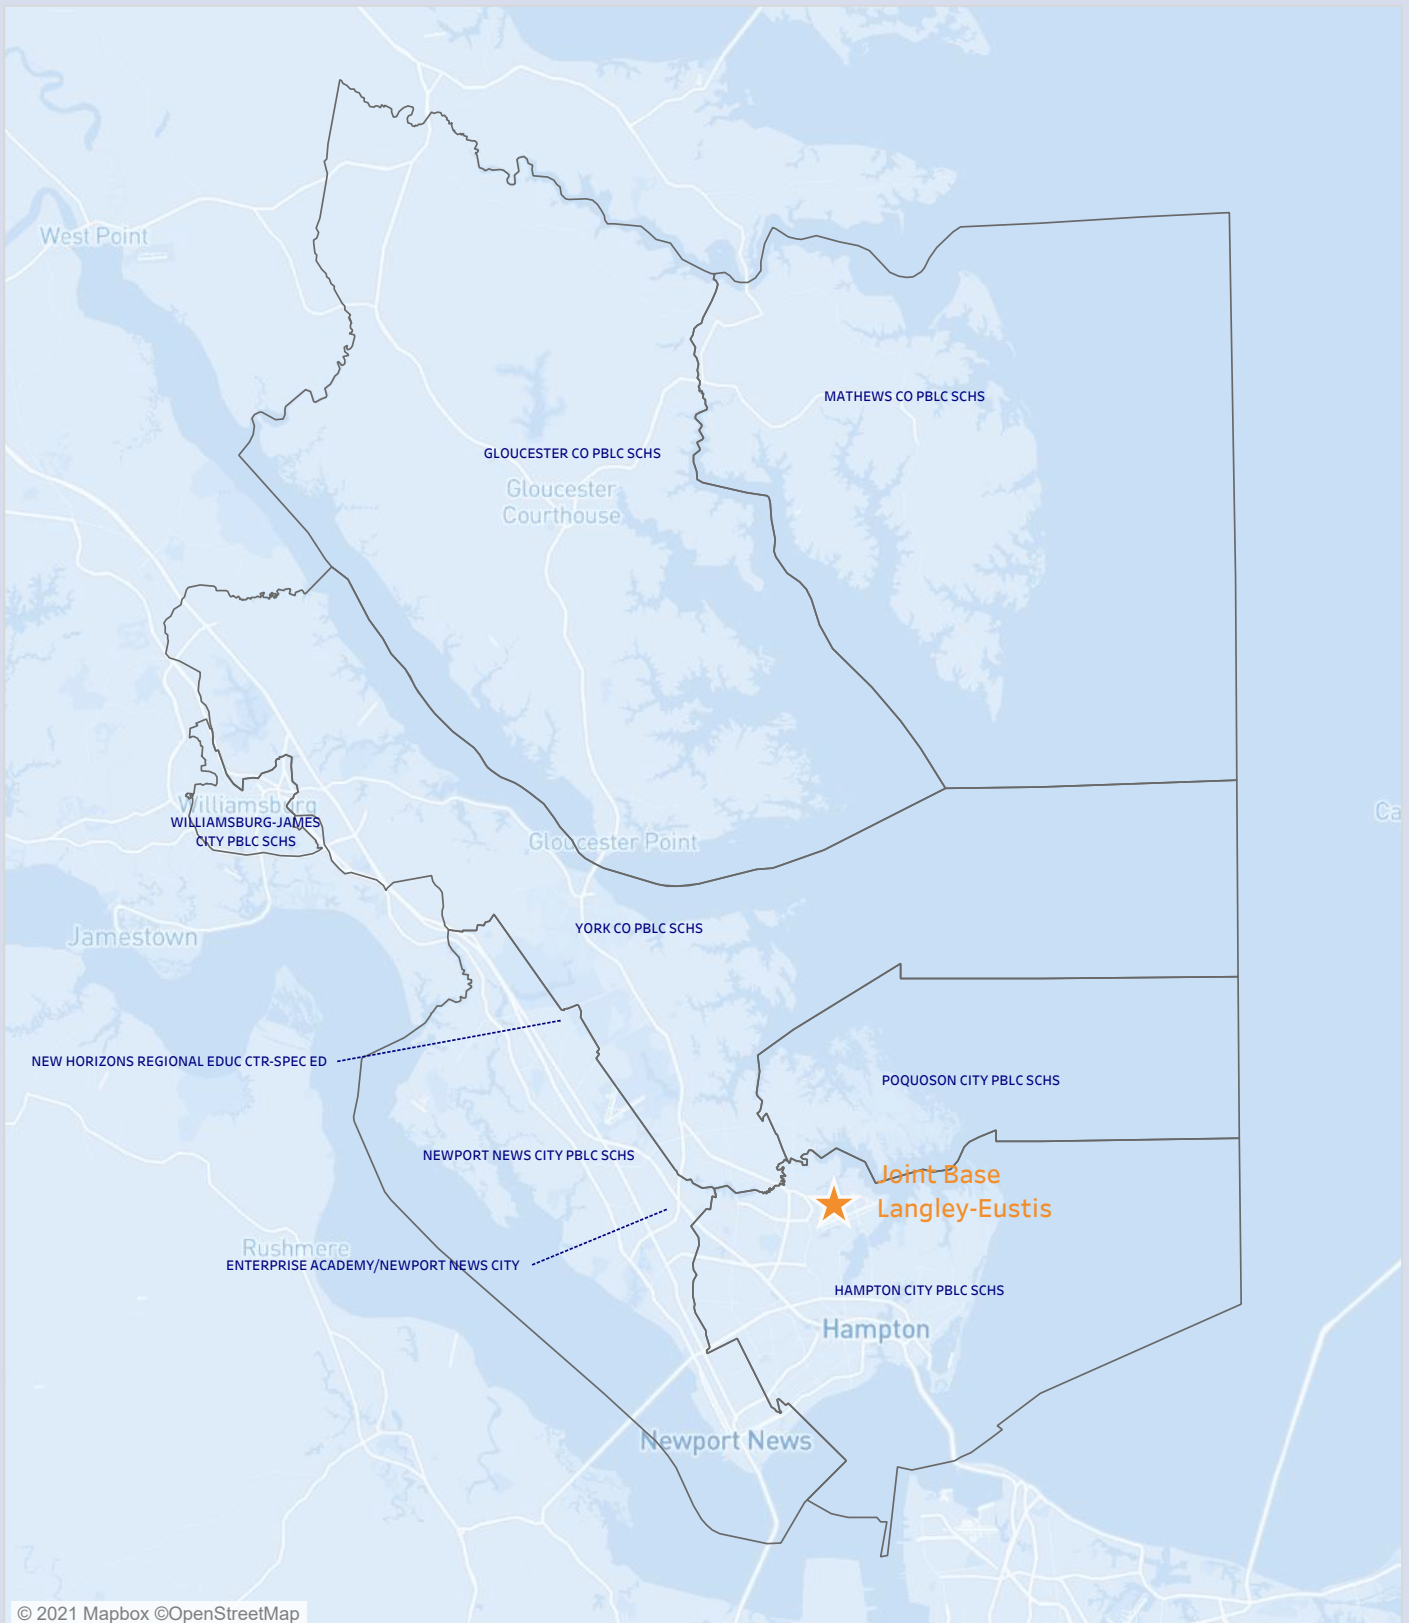 West Point
MATHEWS CO PBLC SCHS
GLOUCESTER CO PBLC SCHS
Gloucester
Courthouse
Williamsburg
WILLIAMSBURG-JAMES
CITY PBLC SCHS
Ca
Gloucester Point
YORK CO PBLC SCHS
Jamestown
NEW HORIZONS REGIONAL EDUC CTR-SPEC ED
POQUOSON CITY PBLC SCHS
NEWPORT NEWS CITY PBLC SCHS
Joint Base
Langley-Eustis
Rushmere
ENTERPRISE ACADEMY/NEWPORT NEWS CITY
HAMPTON CITY PBLC SCHS
Hampton
Newport News
© 2021 Mapbox ©OpenStreetMap